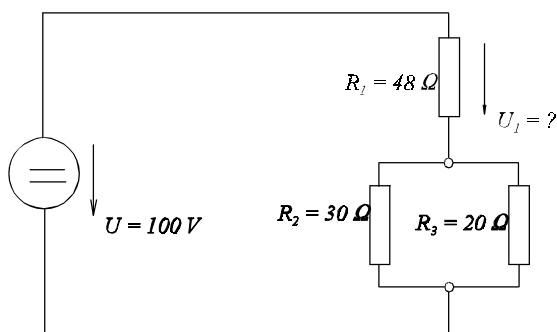 R₁ = 48 Ω
U₁ = ?
R₂ = 30 Ω
R₃ = 20 Ω
U = 100 V